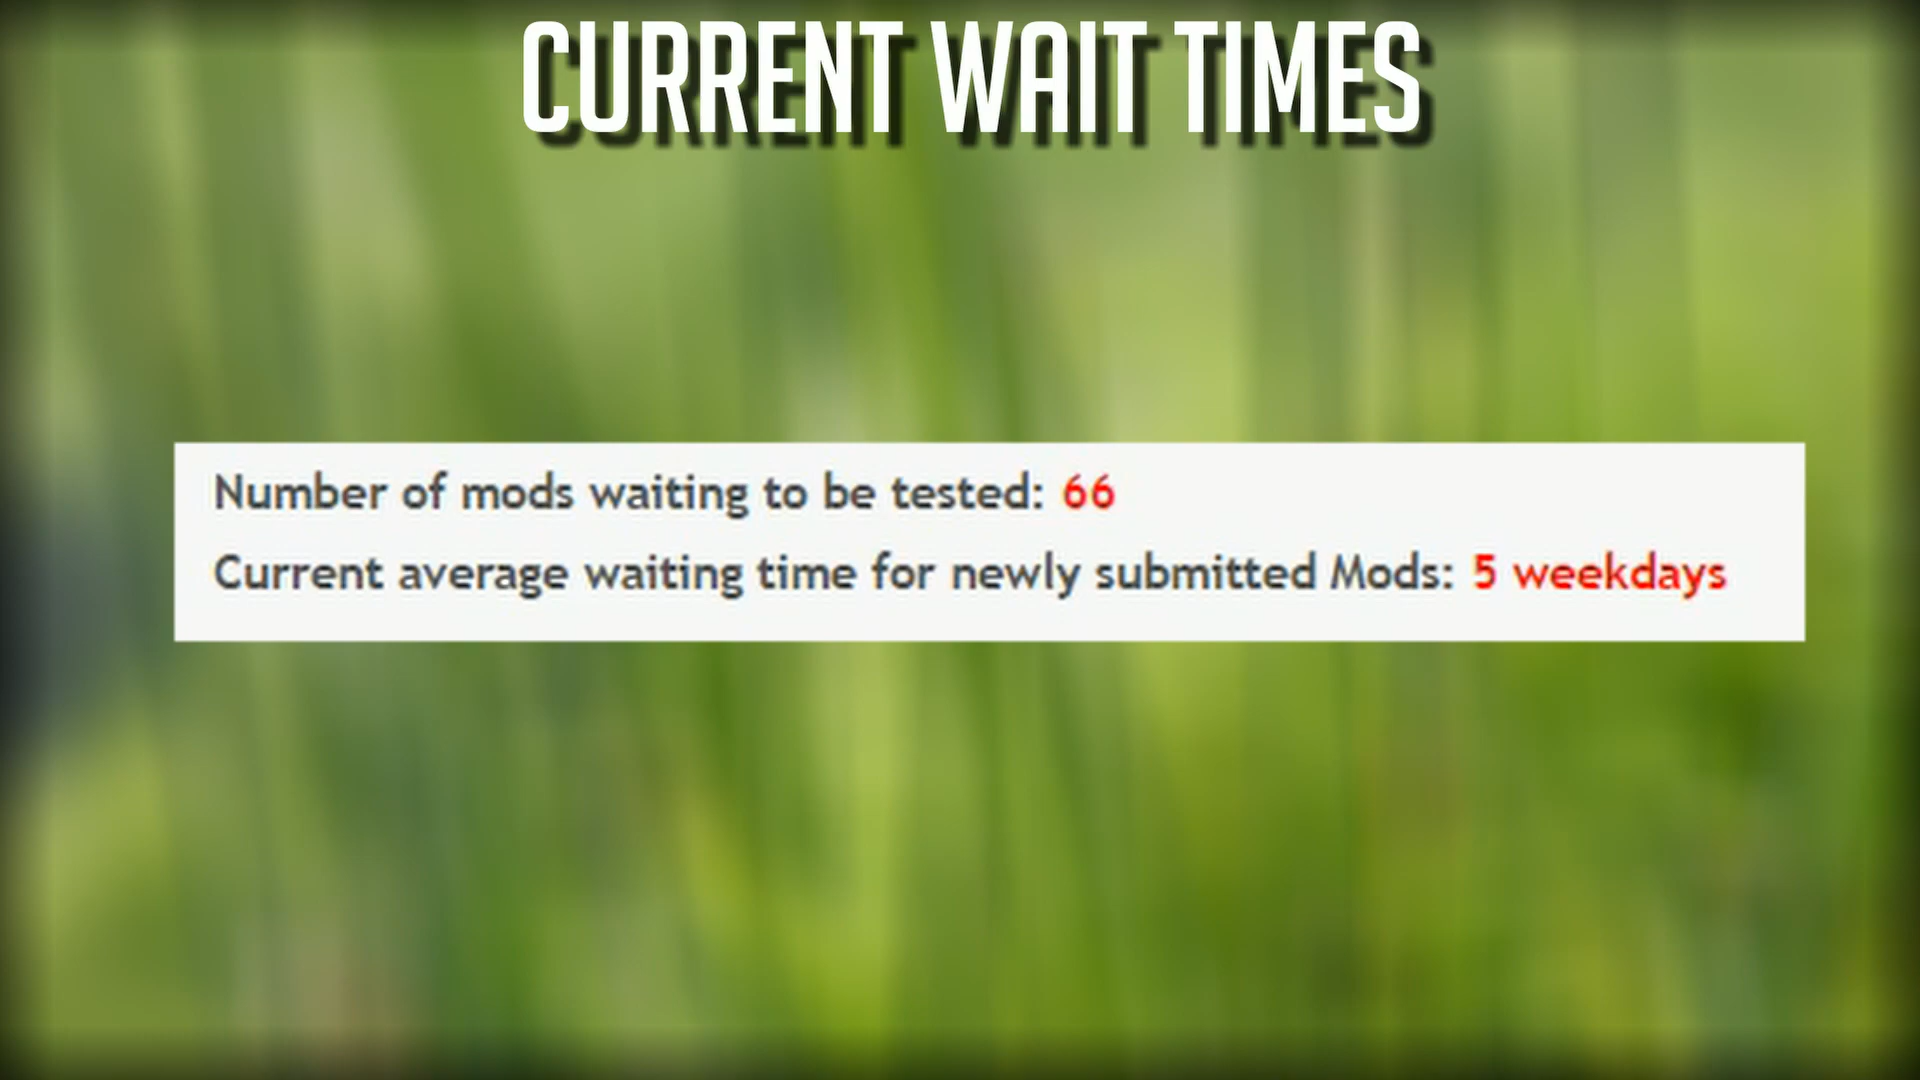 CURRENT WAIT TIMES
Number of mods waiting to be tested: 66
Current average waiting time for newly submitted Mods: 5 weekdays